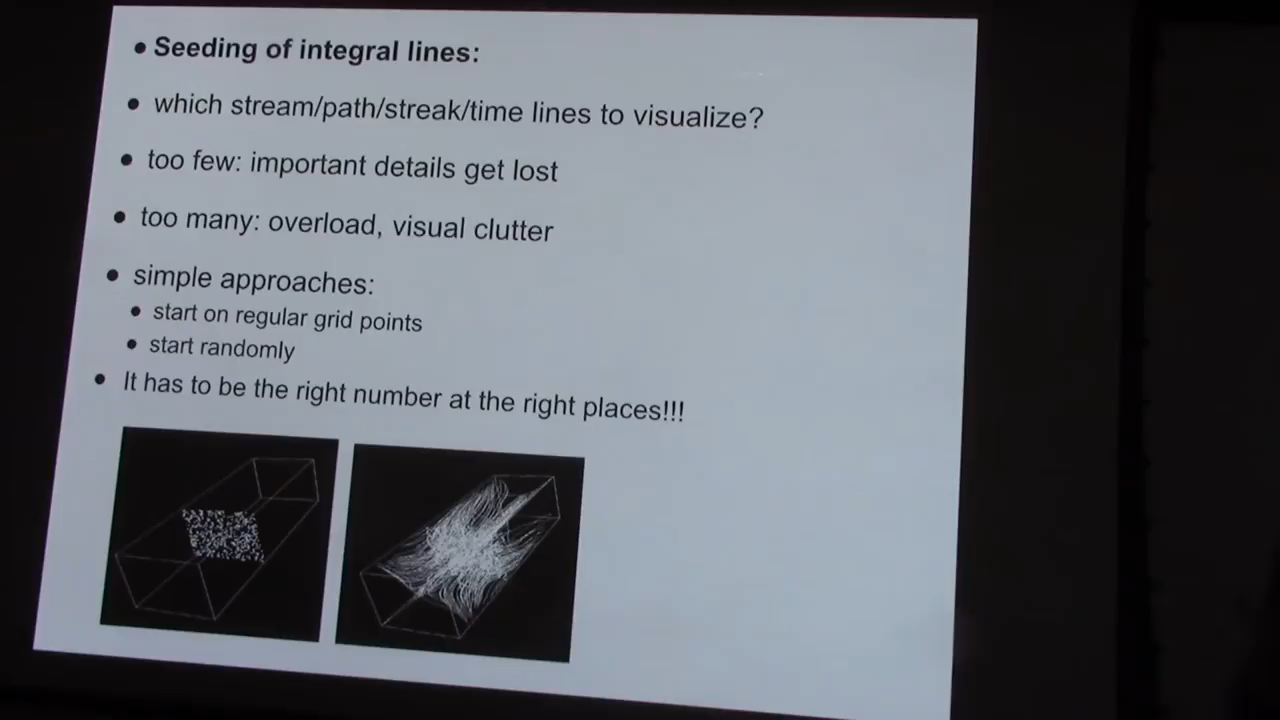 • Seeding of integral lines:
• which stream/path/streak/time lines to visualize?
• too few: important details get lost
• too many: overload, visual clutter
• simple approaches:
• start on regular grid points
• start randomly
• It has to be the right number at the right places!!!